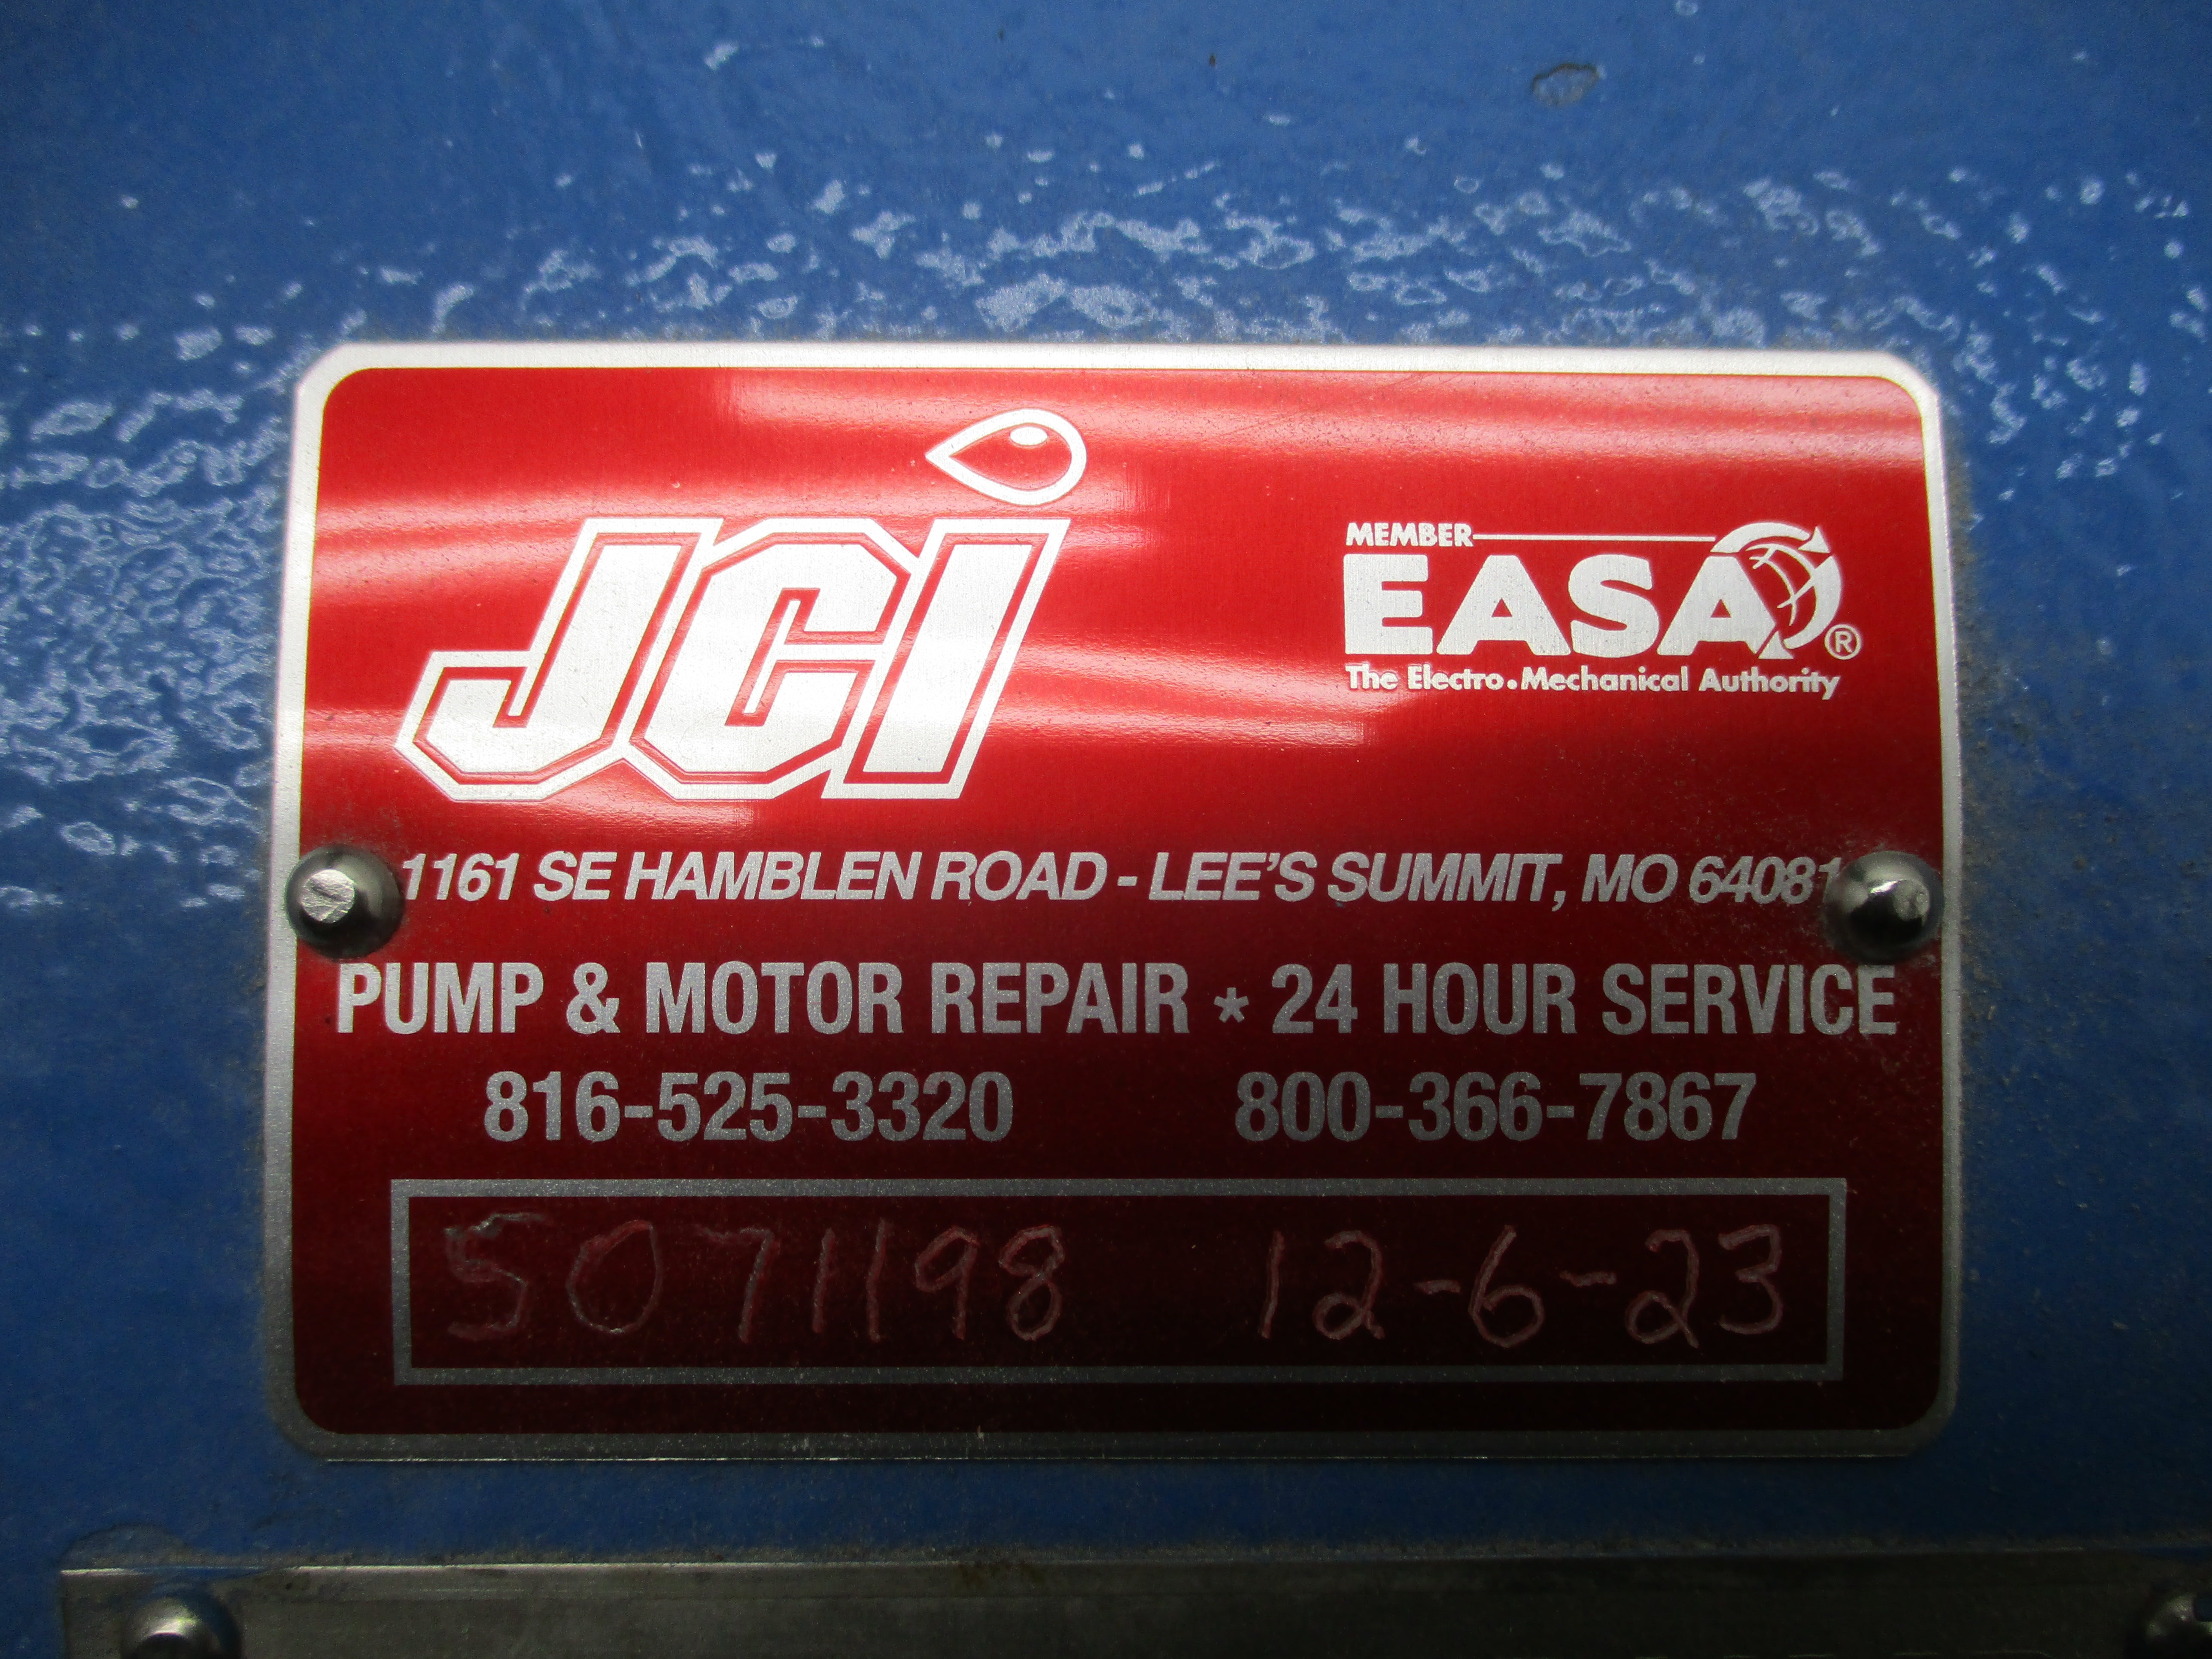 JCI
MEMBER
EASA®
The Electro•Mechanical Authority
1161 SE HAMBLEN ROAD - LEE'S SUMMIT, MO 64081
PUMP & MOTOR REPAIR * 24 HOUR SERVICE
816-525-3320 800-366-7867
5071198 12-6-23